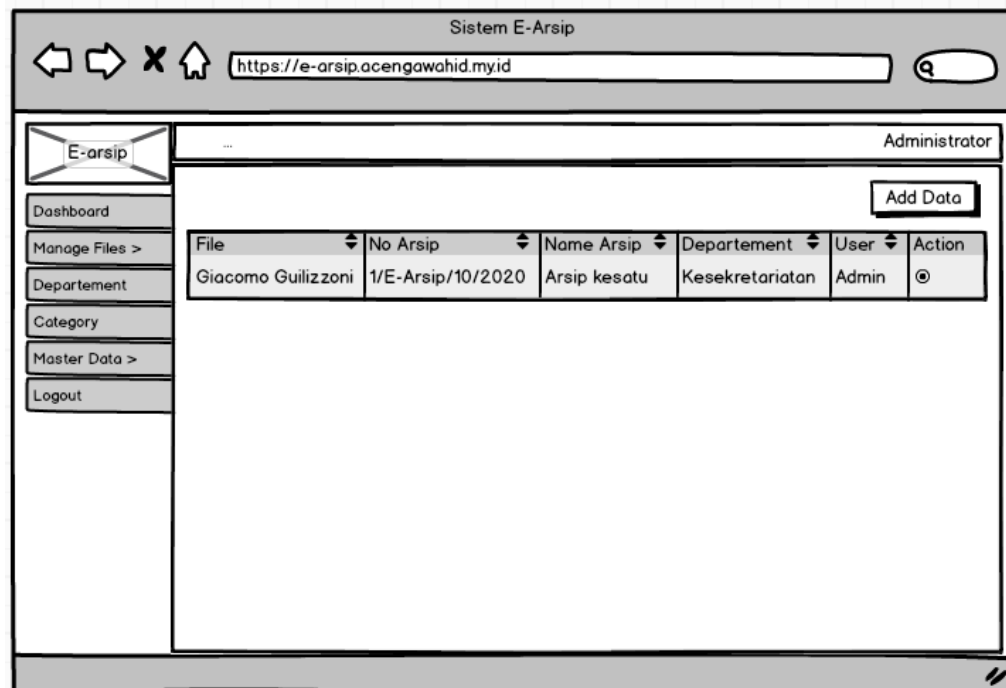 Sistem E-Arsip
https://e-arsip.acengawahid.my.id
E-arsip
... Administrator
Add Data
Dashboard
Manage Files >
Departement
Category
Master Data >
Logout
File No Arsip Name Arsip Departement User Action
Giacomo Guilizzoni 1/E-Arsip/10/2020 Arsip kesatu Kesekretariatan Admin